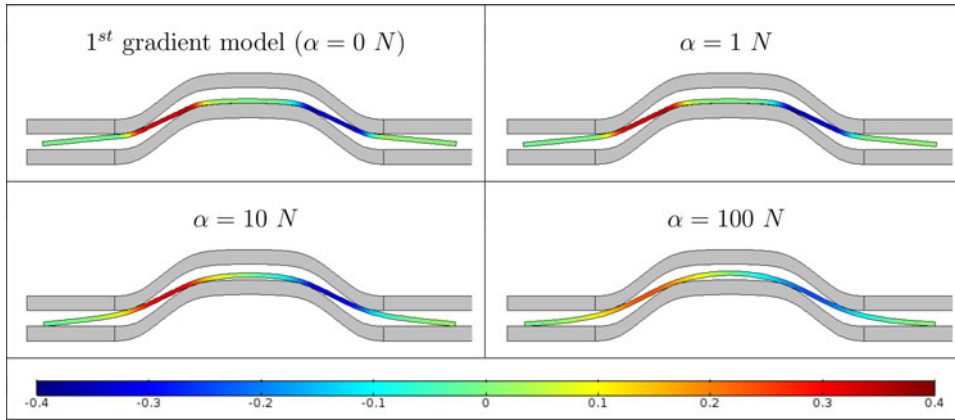 1st gradient model (α = 0 N)
α = 1 N
α = 10 N
α = 100 N
-0.4 -0.3 -0.2 -0.1 0 0.1 0.2 0.3 0.4